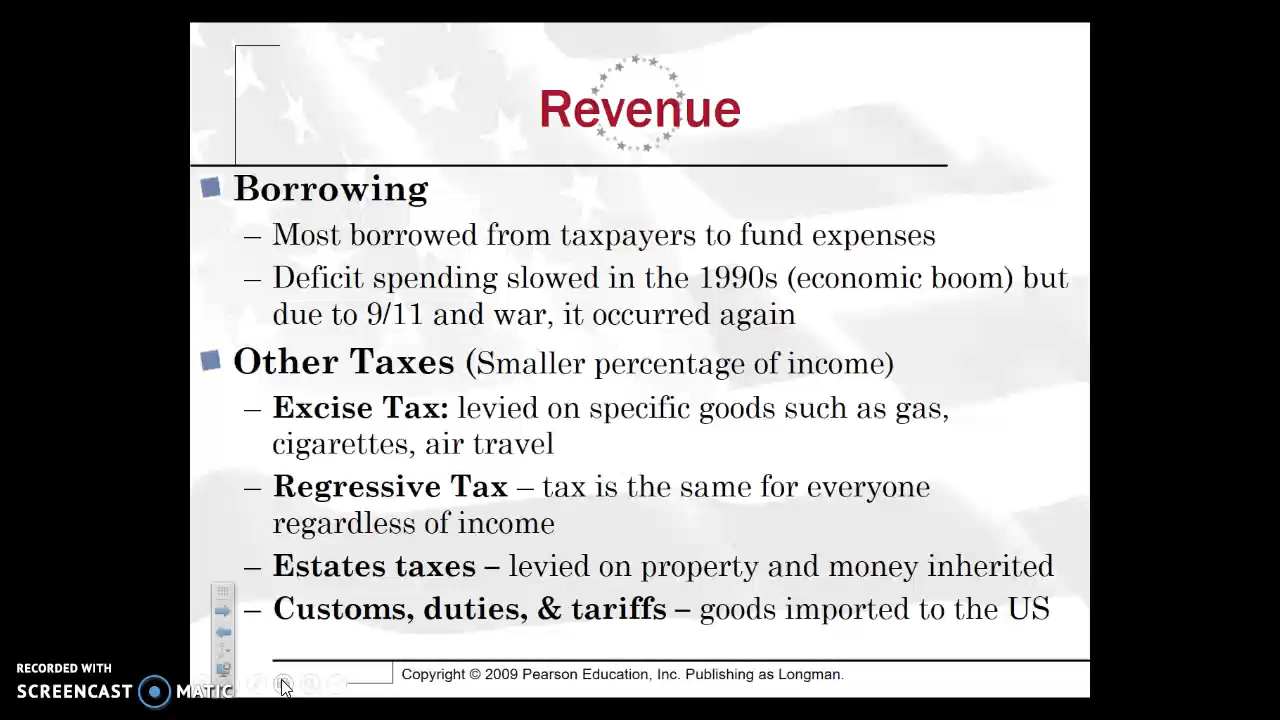 Revenue
Borrowing
– Most borrowed from taxpayers to fund expenses
– Deficit spending slowed in the 1990s (economic boom) but
due to 9/11 and war, it occurred again
Other Taxes (Smaller percentage of income)
– Excise Tax: levied on specific goods such as gas,
cigarettes, air travel
– Regressive Tax – tax is the same for everyone
regardless of income
– Estates taxes – levied on property and money inherited
– Customs, duties, & tariffs – goods imported to the US
Copyright © 2009 Pearson Education, Inc. Publishing as Longman.
RECORDED WITH
SCREENCAST MATIC